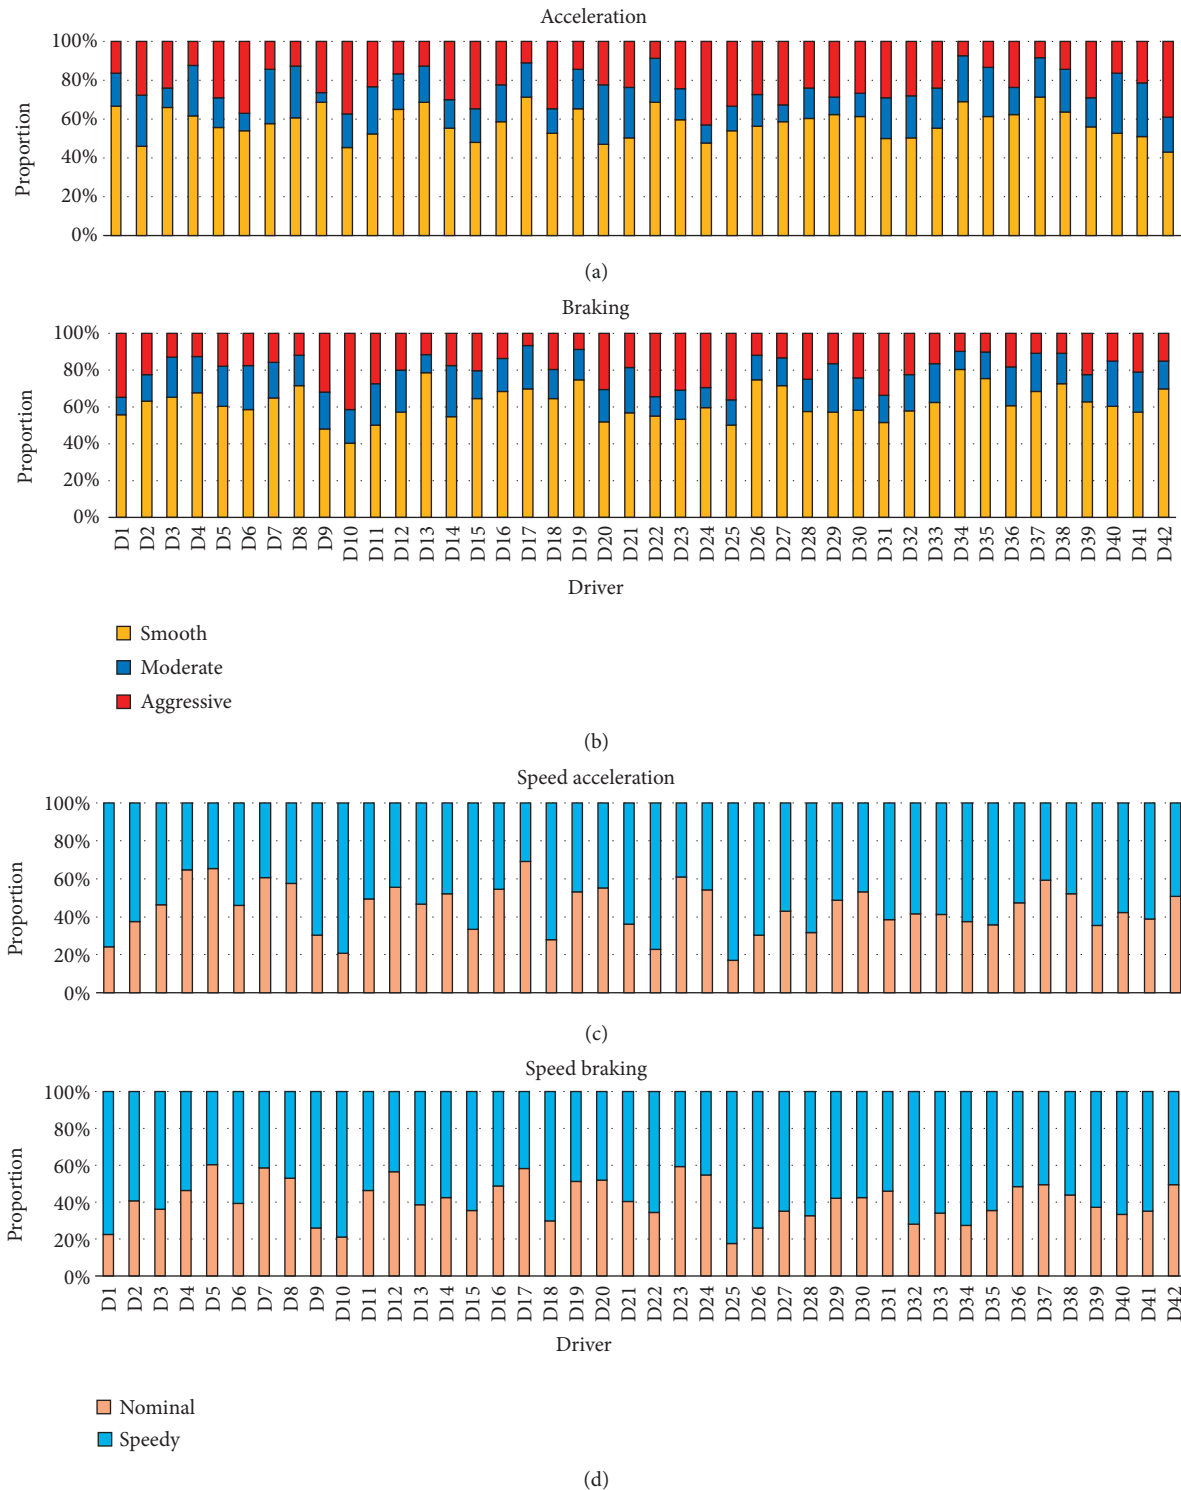 Acceleration
100%
80%
60%
40%
20%
0%
Proportion
(a)
Braking
100%
80%
60%
40%
20%
0%
Proportion
D1 D2 D3 D4 D5 D6 D7 D8 D9 D10 D11 D12 D13 D14 D15 D16 D17 D18 D19 D20 D21 D22 D23 D24 D25 D26 D27 D28 D29 D30 D31 D32 D33 D34 D35 D36 D37 D38 D39 D40 D41 D42
Driver
Smooth
Moderate
Aggressive
(b)
Speed acceleration
100%
80%
60%
40%
20%
0%
Proportion
(c)
Speed braking
100%
80%
60%
40%
20%
0%
Proportion
D1 D2 D3 D4 D5 D6 D7 D8 D9 D10 D11 D12 D13 D14 D15 D16 D17 D18 D19 D20 D21 D22 D23 D24 D25 D26 D27 D28 D29 D30 D31 D32 D33 D34 D35 D36 D37 D38 D39 D40 D41 D42
Driver
Nominal
Speedy
(d)